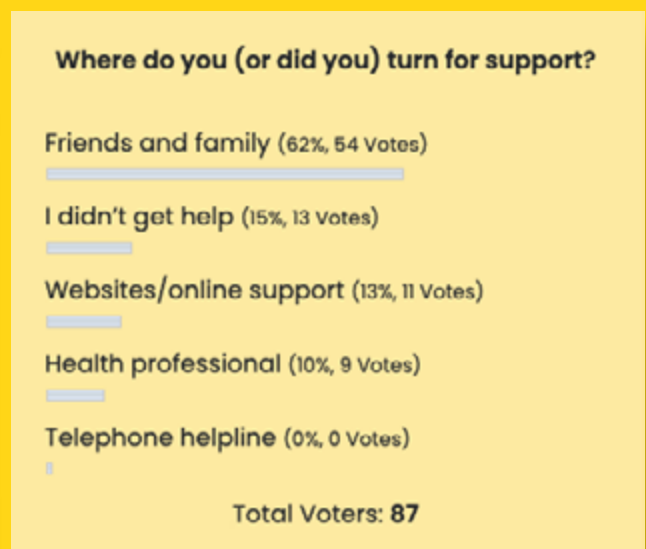 Where do you (or did you) turn for support?
Friends and family (62%, 54 Votes)
I didn't get help (15%, 13 Votes)
Websites/online support (13%, 11 Votes)
Health professional (10%, 9 Votes)
Telephone helpline (0%, 0 Votes)
Total Voters: 87